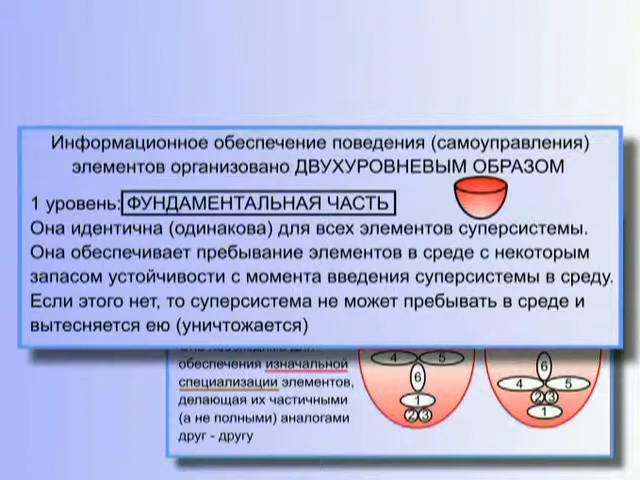 Информационное обеспечение поведения (самоуправления)
элементов организовано ДВУХУРОВНЕВЫМ ОБРАЗОМ
1 уровень: ФУНДАМЕНТАЛЬНАЯ ЧАСТЬ
Она идентична (одинакова) для всех элементов суперсистемы.
Она обеспечивает пребывание элементов в среде с некоторым
запасом устойчивости с момента введения суперсистемы в среду.
Если этого нет, то суперсистема не может пребывать в среде и
вытесняется ею (уничтожается)
обеспечения изначальной
специализации элементов,
делающая их частичными
(а не полными) аналогами
друг - другу
4 5
6
1
2 3
6
4 5
2 3
1